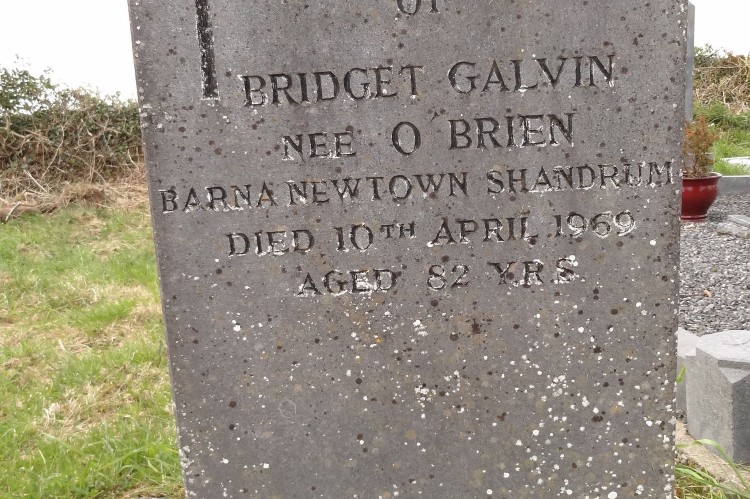 OF
BRIDGET GALVIN
NEE O'BRIEN
BARNA NEWTOWN SHANDRUM
DIED 10TH APRIL 1969
AGED 82 YRS.